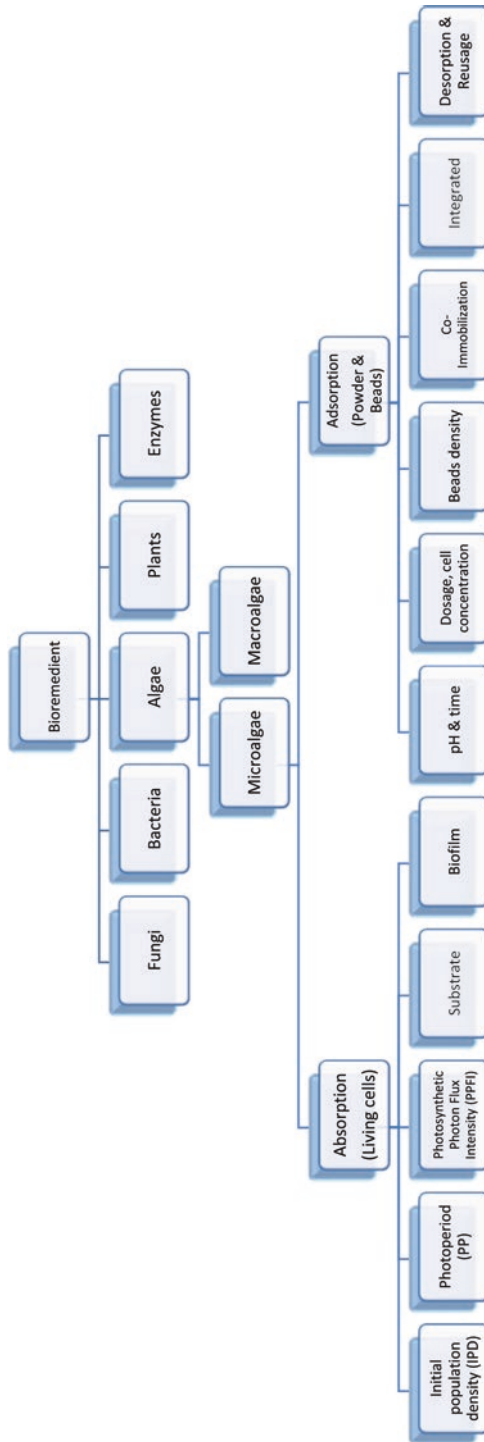 Bioremedient
Fungi
Bacteria
Algae
Plants
Enzymes
Microalgae
Macroalgae
Absorption
(Living cells)
Adsorption
(Powder &
Beads)
Initial
population
density (IPD)
Photoperiod
(PP)
Photosynthetic
Photon Flux
Intensity (PPFI)
Substrate
Biofilm
pH & time
Dosage, cell
concentration
Beads density
Co-
Immobilization
Integrated
Desorption &
Reusage